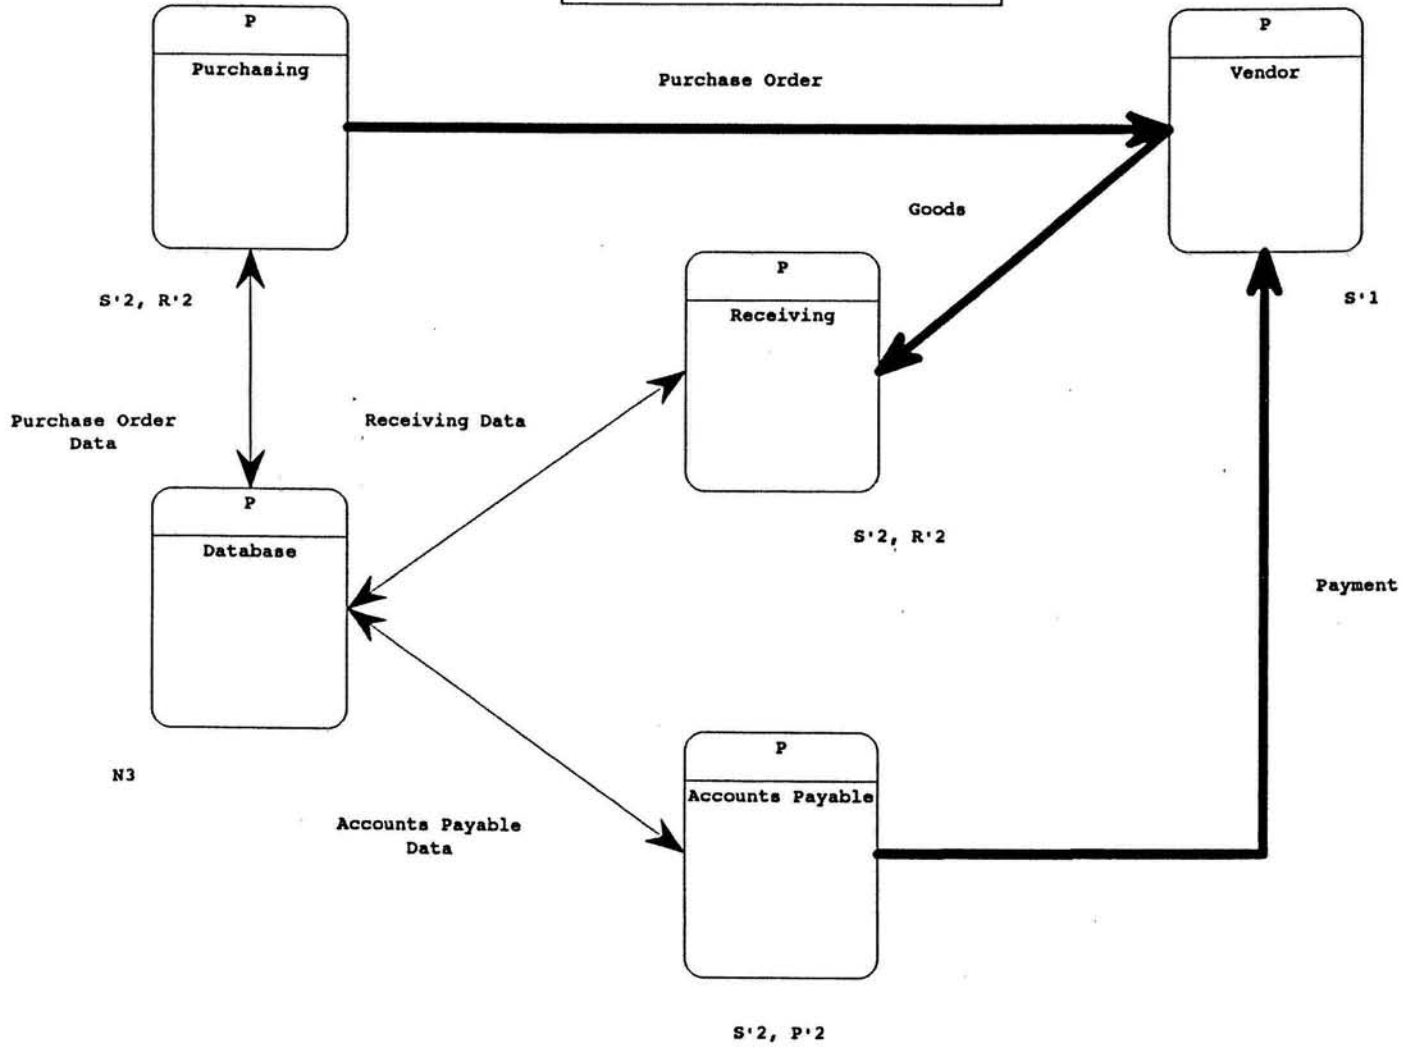 P
Purchasing
P
Vendor
Purchase Order
Goods
P
Receiving
S'2, R'2
S'1
Purchase Order
Data
Receiving Data
P
Database
S'2, R'2
Payment
N3
P
Accounts Payable
Accounts Payable
Data
S'2, P'2